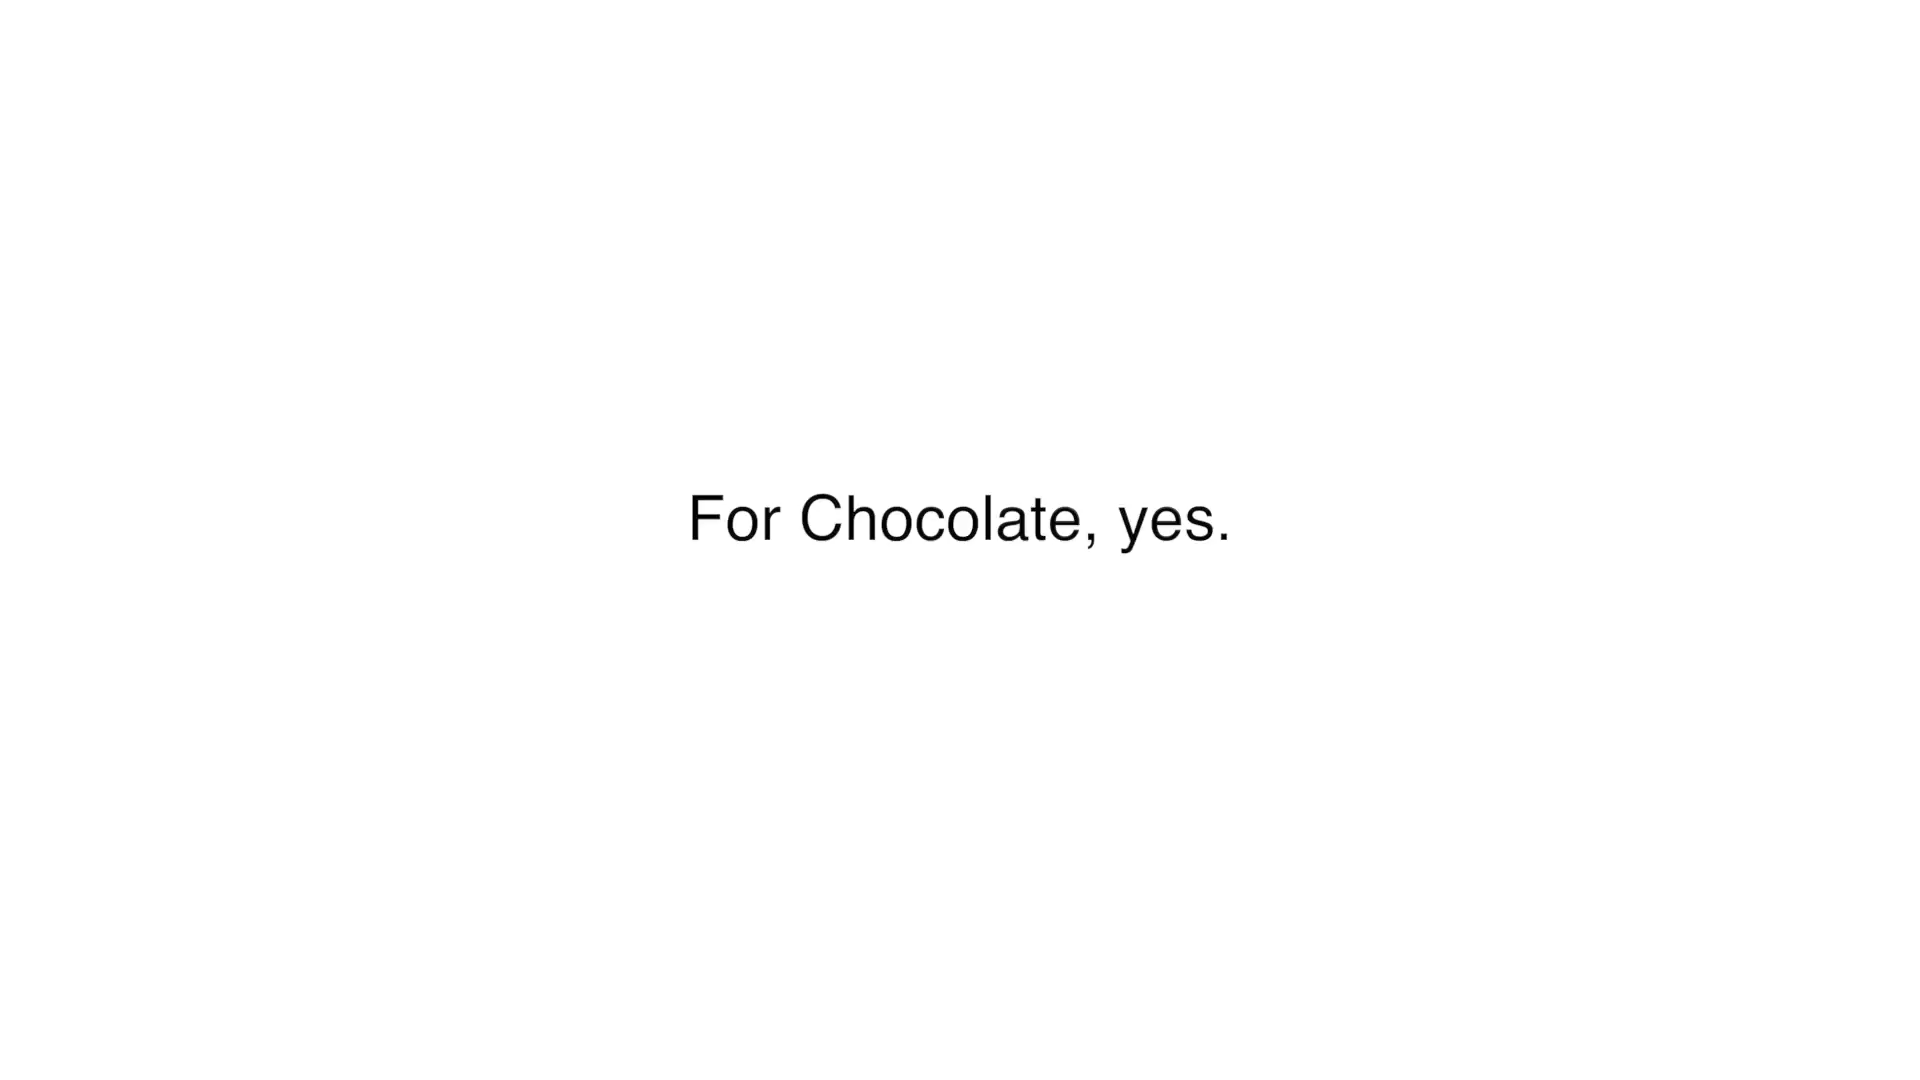 For Chocolate, yes.